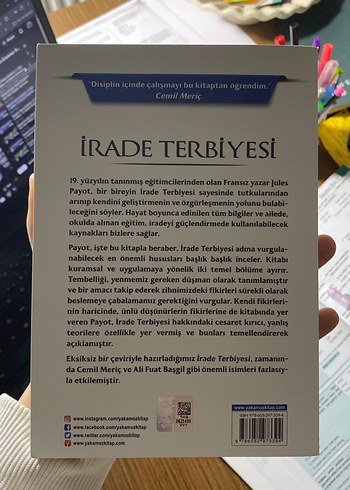 "Disiplin içinde çalışmayı bu kitaptan öğrendim."
Cemil Meriç
İRADE TERBİYESİ
19. yüzyılın tanınmış eğitimcilerinden olan Fransız yazar Jules
Payot, bir bireyin İrade Terbiyesi sayesinde tutkularından
arınıp kendini geliştirmenin ve özgürleşmenin yolunu bulabi-
leceğini söyler. Hayat boyunca edinilen tüm bilgiler ve ailede,
okulda alınan eğitim, iradeyi güçlendirmede kullanılabilecek
kaynakları bizlere sağlar.
Payot, işte bu kitapla beraber, İrade Terbiyesi adına vurgula-
nabilecek en önemli hususları başlık başlık inceler. Kitabı
kuramsal ve uygulamaya yönelik iki temel bölüme ayırır.
Tembelliği, yenmemiz gereken düşman olarak tanımlamıştır
ve bir amacı takip ederek zihnimizdeki fikirleri sürekli olarak
beslemeye çabalamamız gerektiğini vurgular. Kendi fikirleri-
nin haricinde, ünlü düşünürlerin fikirlerine de kitabında yer
veren Payot, İrade Terbiyesi hakkındaki cesaret kırıcı, yanlış
teorilere özellikle yer vermiş ve bunları temellendirerek
açıklamıştır.
Eksiksiz bir çeviriyle hazırladığımız İrade Terbiyesi, zamanın-
da Cemil Meriç ve Ali Fuat Başgil gibi önemli isimleri fazlasıy-
la etkilemiştir.
www.instagram.com/yakamozkitap
www.facebook.com/yakamozkitap
www.twitter.com/yakamozkitap
www.yakamozkitap.com
www.yakamozkitap.com